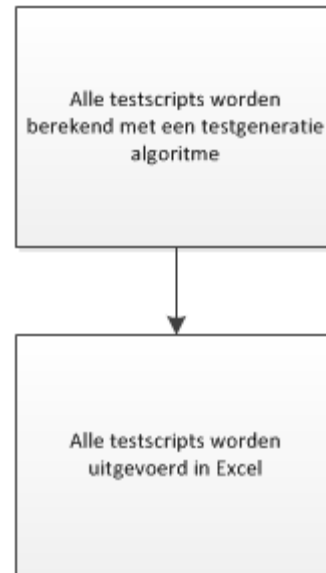 Alle testscripts worden
berekend met een testgeneratie
algoritme
Alle testscripts worden
uitgevoerd in Excel